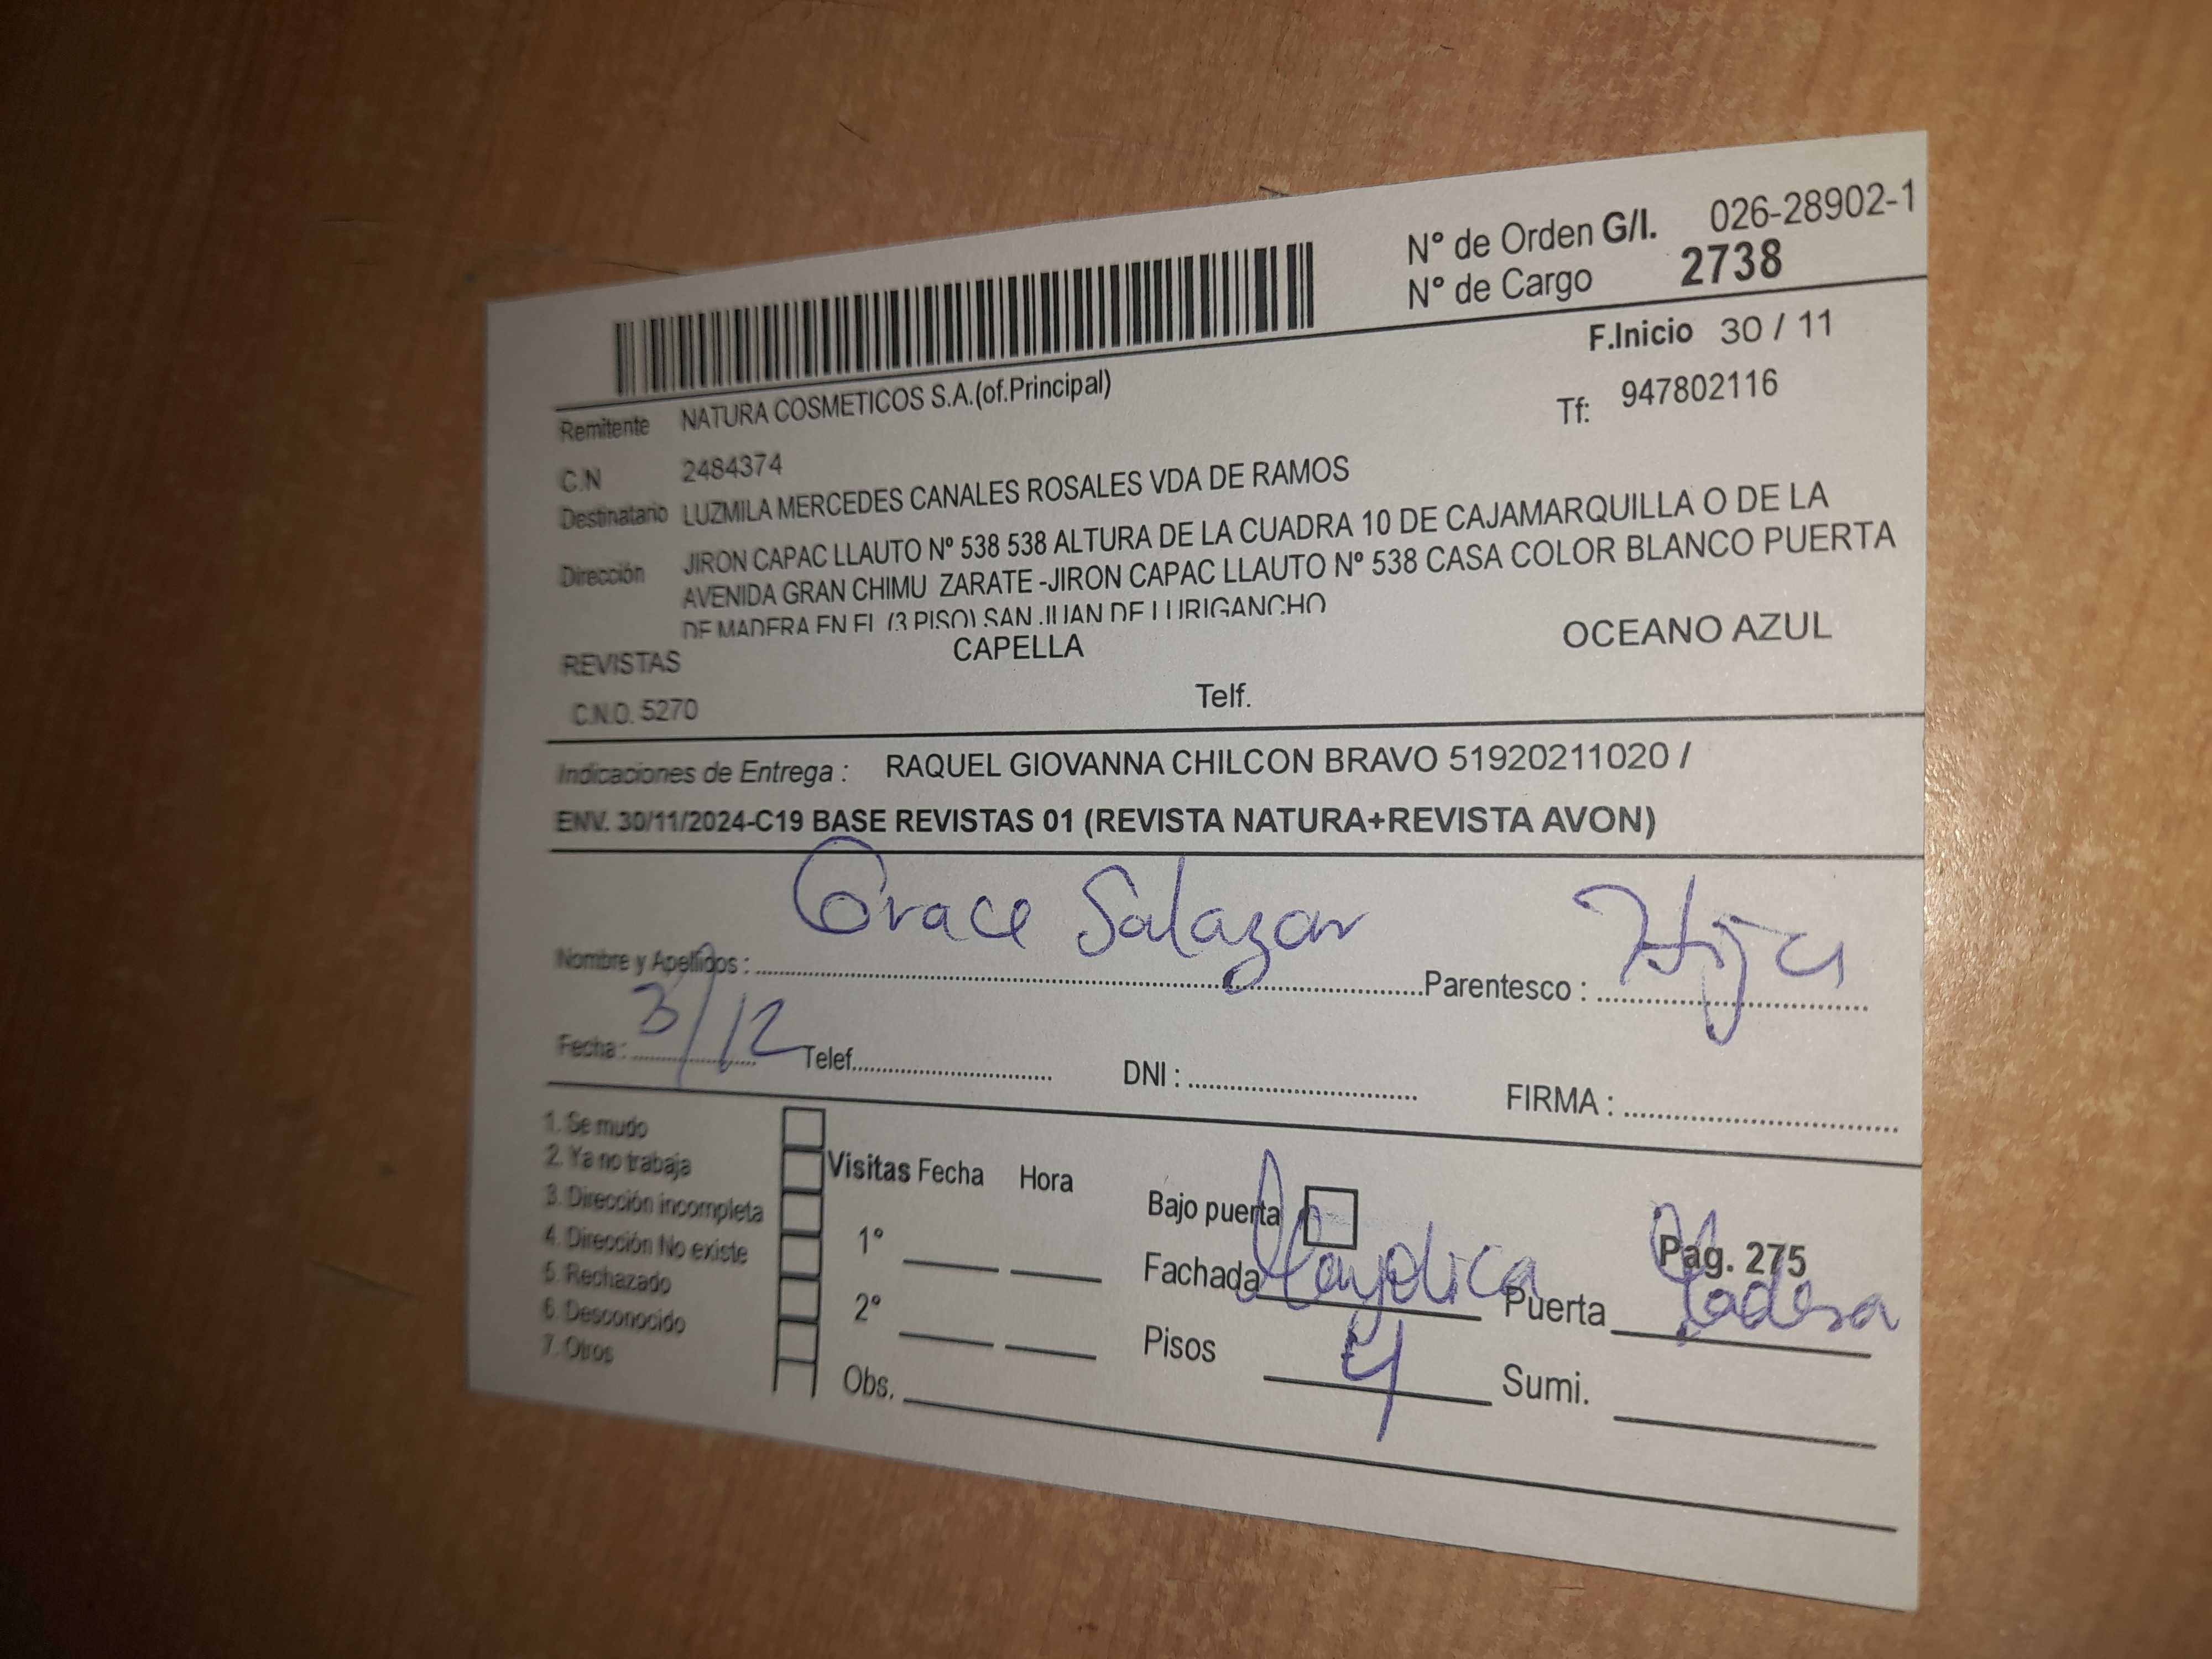 N° de Orden G/I. 026-28902-1
N° de Cargo 2738
F.Inicio 30 / 11
Remitente NATURA COSMETICOS S.A.(of.Principal)
Tf: 947802116
C.N 2484374
Destinatario LUZMILA MERCEDES CANALES ROSALES VDA DE RAMOS
Dirección JIRON CAPAC LLAUTO Nº 538 538 ALTURA DE LA CUADRA 10 DE CAJAMARQUILLA O DE LA
AVENIDA GRAN CHIMU ZARATE -JIRON CAPAC LLAUTO Nº 538 CASA COLOR BLANCO PUERTA
DE MADERA EN EL (3 PISO) SAN JUAN DE LURIGANCHO
REVISTAS CAPELLA OCEANO AZUL
C.N.O. 5270 Telf.
Indicaciones de Entrega : RAQUEL GIOVANNA CHILCON BRAVO 51920211020 /
ENV. 30/11/2024-C19 BASE REVISTAS 01 (REVISTA NATURA+REVISTA AVON)
Nombre y Apellidos : Grace Salazar Parentesco : Hija
Fecha : 3/12 Telef. DNI : FIRMA :
1. Se mudo
2. Ya no trabaja
3. Dirección incompleta
4. Dirección No existe
5. Rechazado
6. Desconocido
7. Otros
Visitas Fecha Hora
1°
2°
Obs.
Bajo puerta
Pag. 275
Fachada Mayolica Puerta Madera
Pisos 4 Sumi.